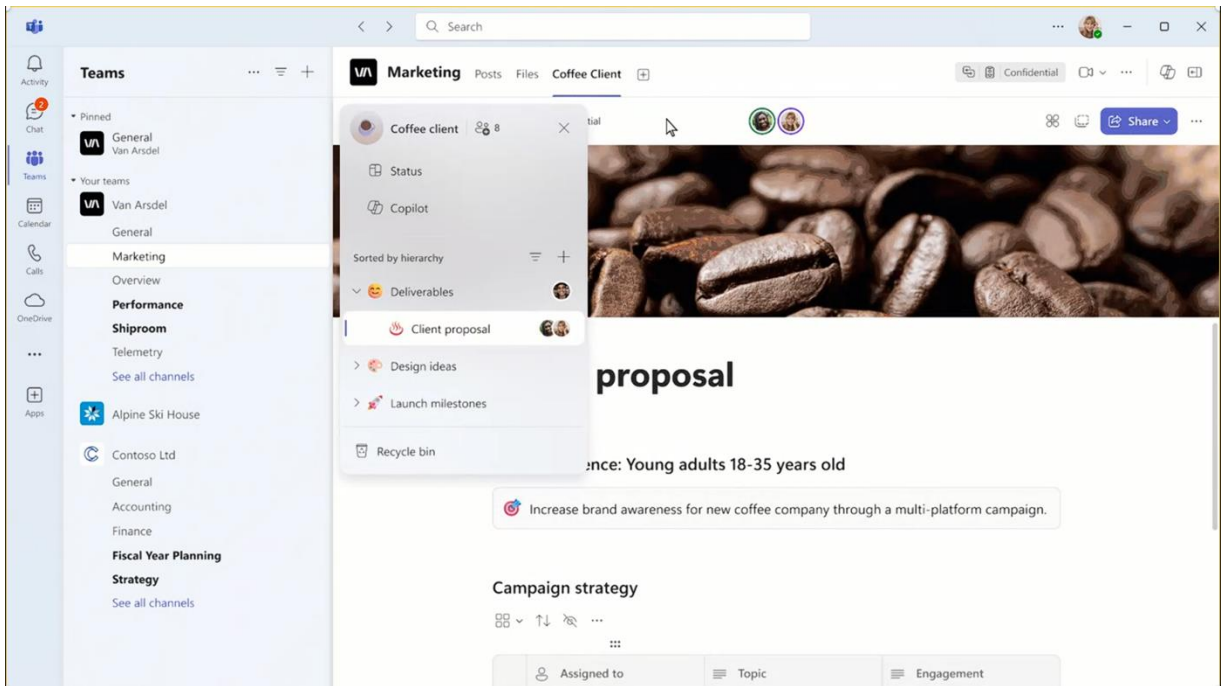 Search
Activity
2
Chat
Teams
Calendar
Calls
OneDrive
Apps
Teams
Pinned
General
Van Arsdel
Your teams
Van Arsdel
General
Marketing
Overview
Performance
Shiproom
Telemetry
See all channels
Alpine Ski House
Contoso Ltd
General
Accounting
Finance
Fiscal Year Planning
Strategy
See all channels
Marketing Posts Files Coffee Client
Confidential
Share
Coffee client 8
Status
Copilot
Sorted by hierarchy
Deliverables
Client proposal
Design ideas
Launch milestones
Recycle bin
tial
proposal
ence: Young adults 18-35 years old
Increase brand awareness for new coffee company through a multi-platform campaign.
Campaign strategy
Assigned to Topic Engagement